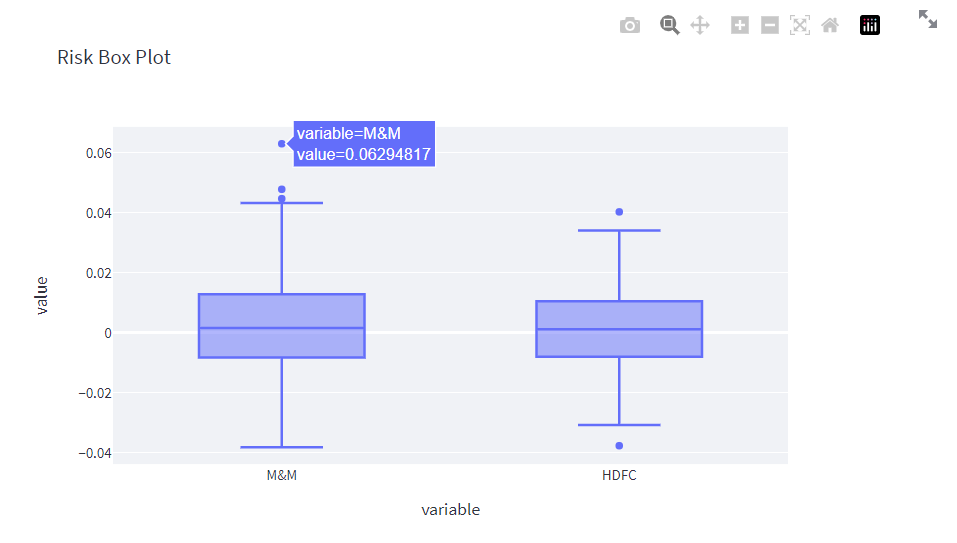 Risk Box Plot
variable=M&M
value=0.06294817
0.06
0.04
0.02
0
−0.02
−0.04
value
M&M
HDFC
variable